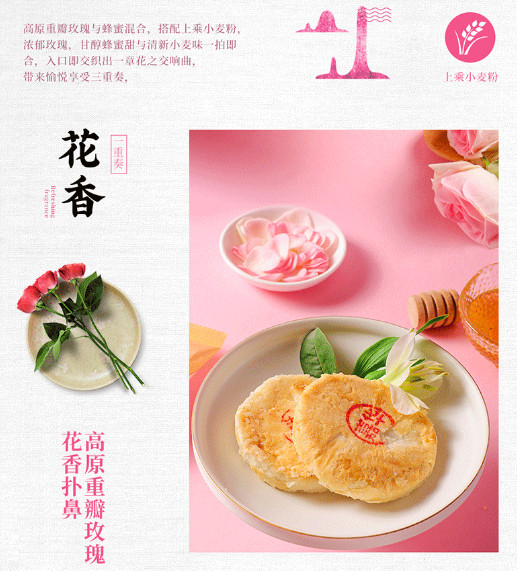 高原重瓣玫瑰与蜂蜜混合，搭配上乘小麦粉，
浓郁玫瑰，甘醇蜂蜜甜与清新小麦味一拍即
合，入口即交织出一章花之交响曲，
带来愉悦享受三重奏，
上乘小麦粉
花香
一重奏
Refreshing
fragrance
高原重瓣玫瑰
花香扑鼻